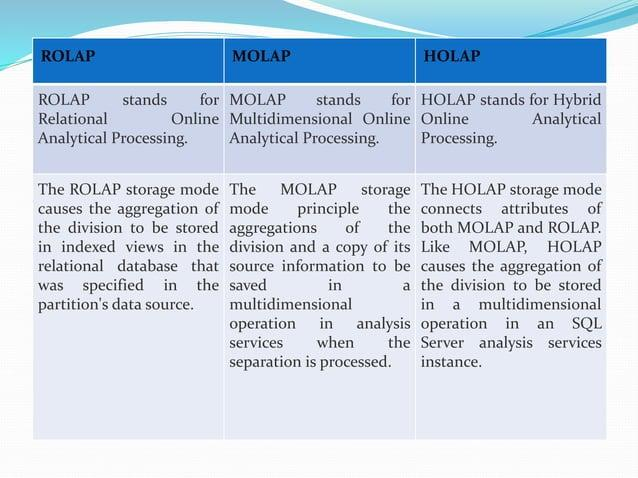 ROLAP
MOLAP
HOLAP
ROLAP stands for
Relational Online
Analytical Processing.
MOLAP stands for
Multidimensional Online
Analytical Processing.
HOLAP stands for Hybrid
Online Analytical
Processing.
The ROLAP storage mode
causes the aggregation of
the division to be stored
in indexed views in the
relational database that
was specified in the
partition's data source.
The MOLAP storage
mode principle the
aggregations of the
division and a copy of its
source information to be
saved in a
multidimensional
operation in analysis
services when the
separation is processed.
The HOLAP storage mode
connects attributes of
both MOLAP and ROLAP.
Like MOLAP, HOLAP
causes the aggregation of
the division to be stored
in a multidimensional
operation in an SQL
Server analysis services
instance.